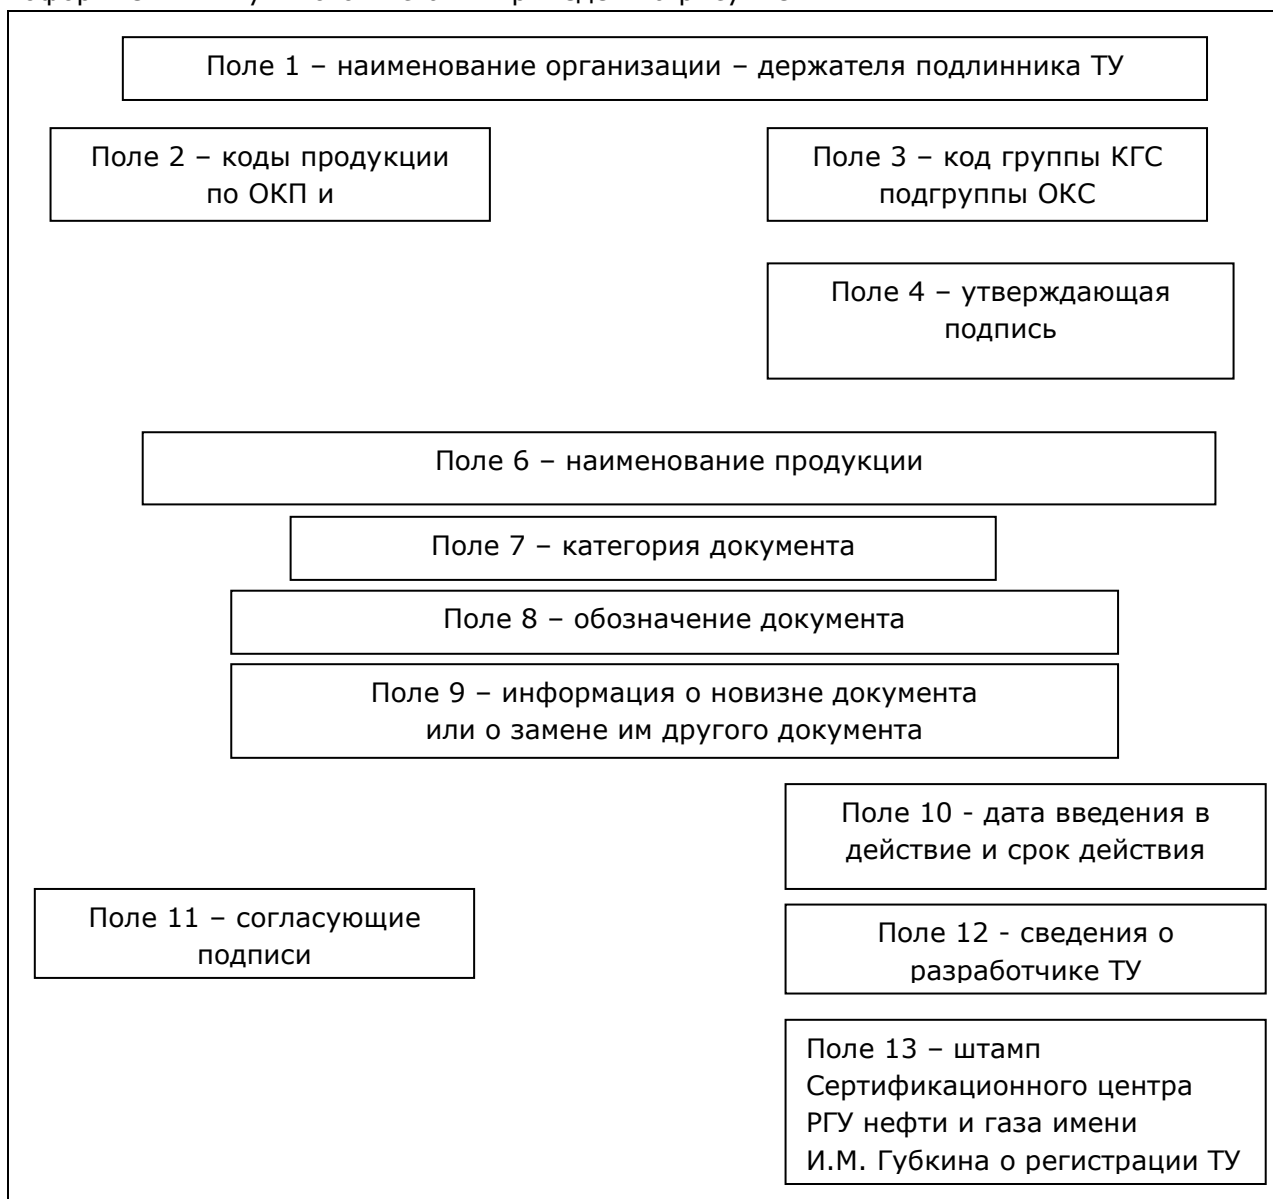 Поле 1 – наименование организации – держателя подлинника ТУ
Поле 2 – коды продукции
по ОКП и
Поле 3 – код группы КГС
подгруппы ОКС
Поле 4 – утверждающая
подпись
Поле 6 – наименование продукции
Поле 7 – категория документа
Поле 8 – обозначение документа
Поле 9 – информация о новизне документа
или о замене им другого документа
Поле 10 - дата введения в
действие и срок действия
Поле 11 – согласующие
подписи
Поле 12 - сведения о
разработчике ТУ
Поле 13 – штамп
Сертификационного центра
РГУ нефти и газа имени
И.М. Губкина о регистрации ТУ